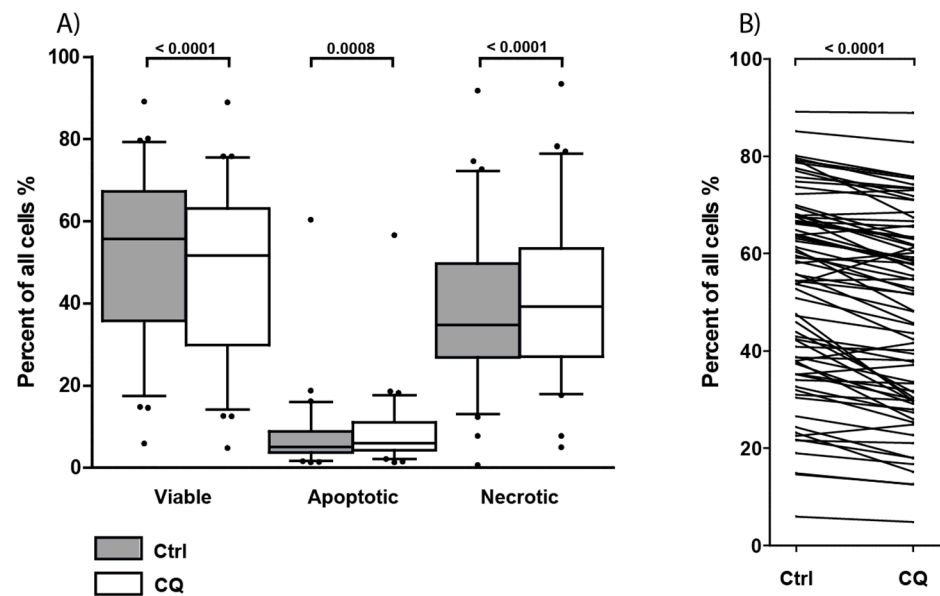 A)
B)
< 0.0001
0.0008
< 0.0001
< 0.0001
Percent of all cells %
100
80
60
40
20
0
Viable
Apoptotic
Necrotic
Ctrl
CQ
Percent of all cells %
100
80
60
40
20
0
Ctrl
CQ